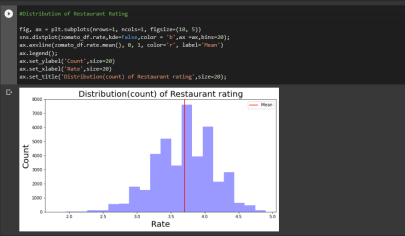 #Distribution of Restaurant Rating
fig, ax = plt.subplots(nrows=1, ncols=1, figsize=(10, 5))
sns.distplot(zomato_df.rate,kde=False,color = 'b',ax =ax,bins=20);
ax.axvline(zomato_df.rate.mean(), 0, 1, color='r', label='Mean')
ax.legend();
ax.set_ylabel('Count',size=20)
ax.set_xlabel('Rate',size=20)
ax.set_title('Distribution(count) of Restaurant rating',size=20);
Distribution(count) of Restaurant rating
Mean
8000
7000
6000
5000
4000
3000
2000
1000
0
Count
2.0 2.5 3.0 3.5 4.0 4.5 5.0
Rate